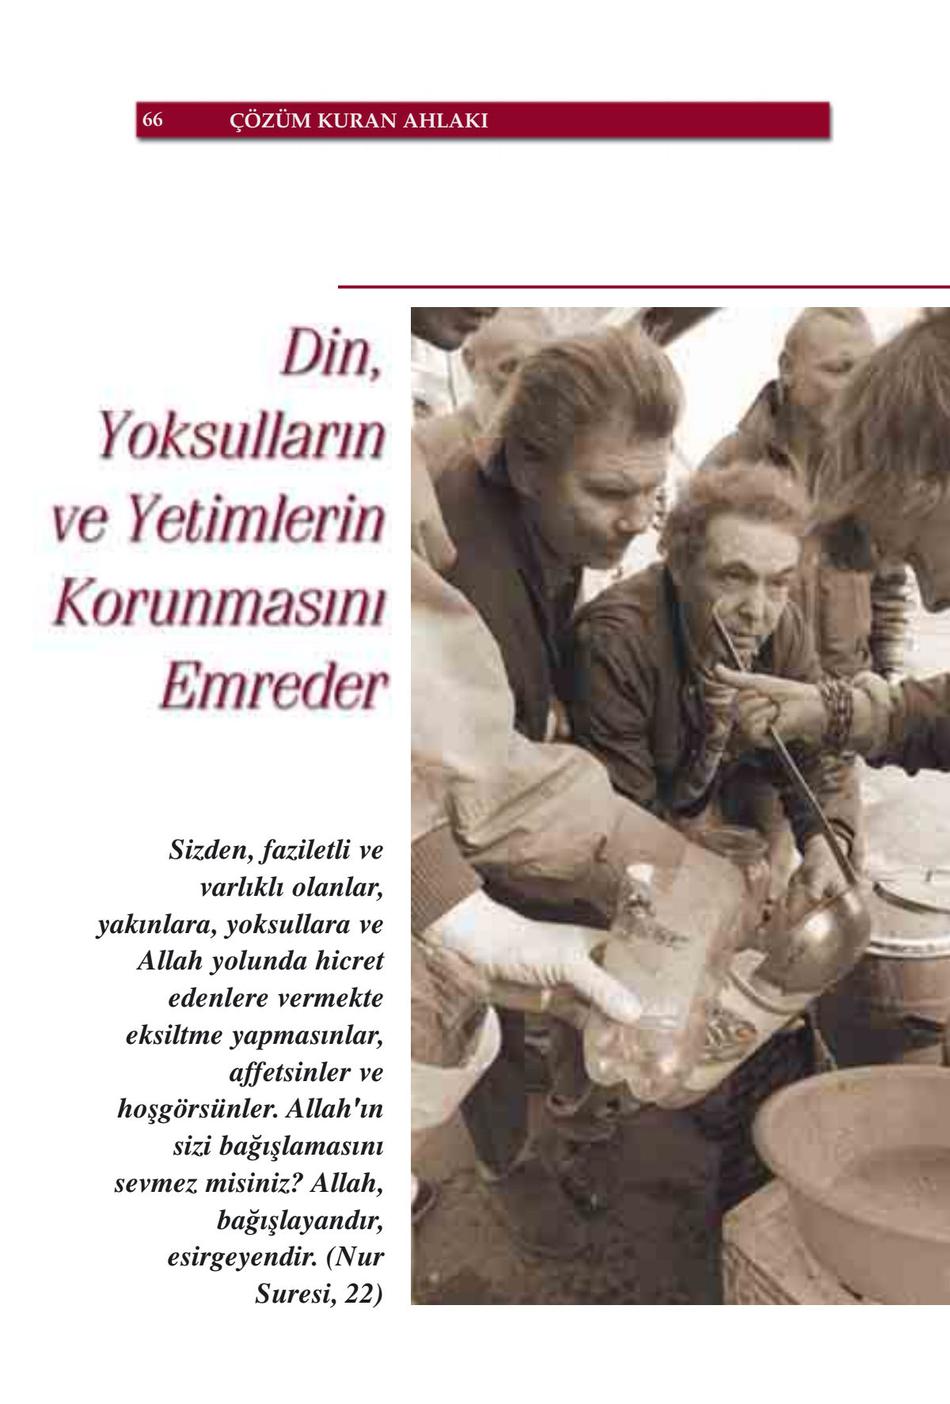 66 ÇÖZÜM KURAN AHLAKI
Din,
Yoksulların
ve Yetimlerin
Korunmasını
Emreder
Sizden, faziletli ve
varlıklı olanlar,
yakınlara, yoksullara ve
Allah yolunda hicret
edenlere vermekte
eksiltme yapmasınlar,
affetsinler ve
hoşgörsünler. Allah'ın
sizi bağışlamasını
sevmez misiniz? Allah,
bağışlayandır,
esirgeyendir. (Nur
Suresi, 22)